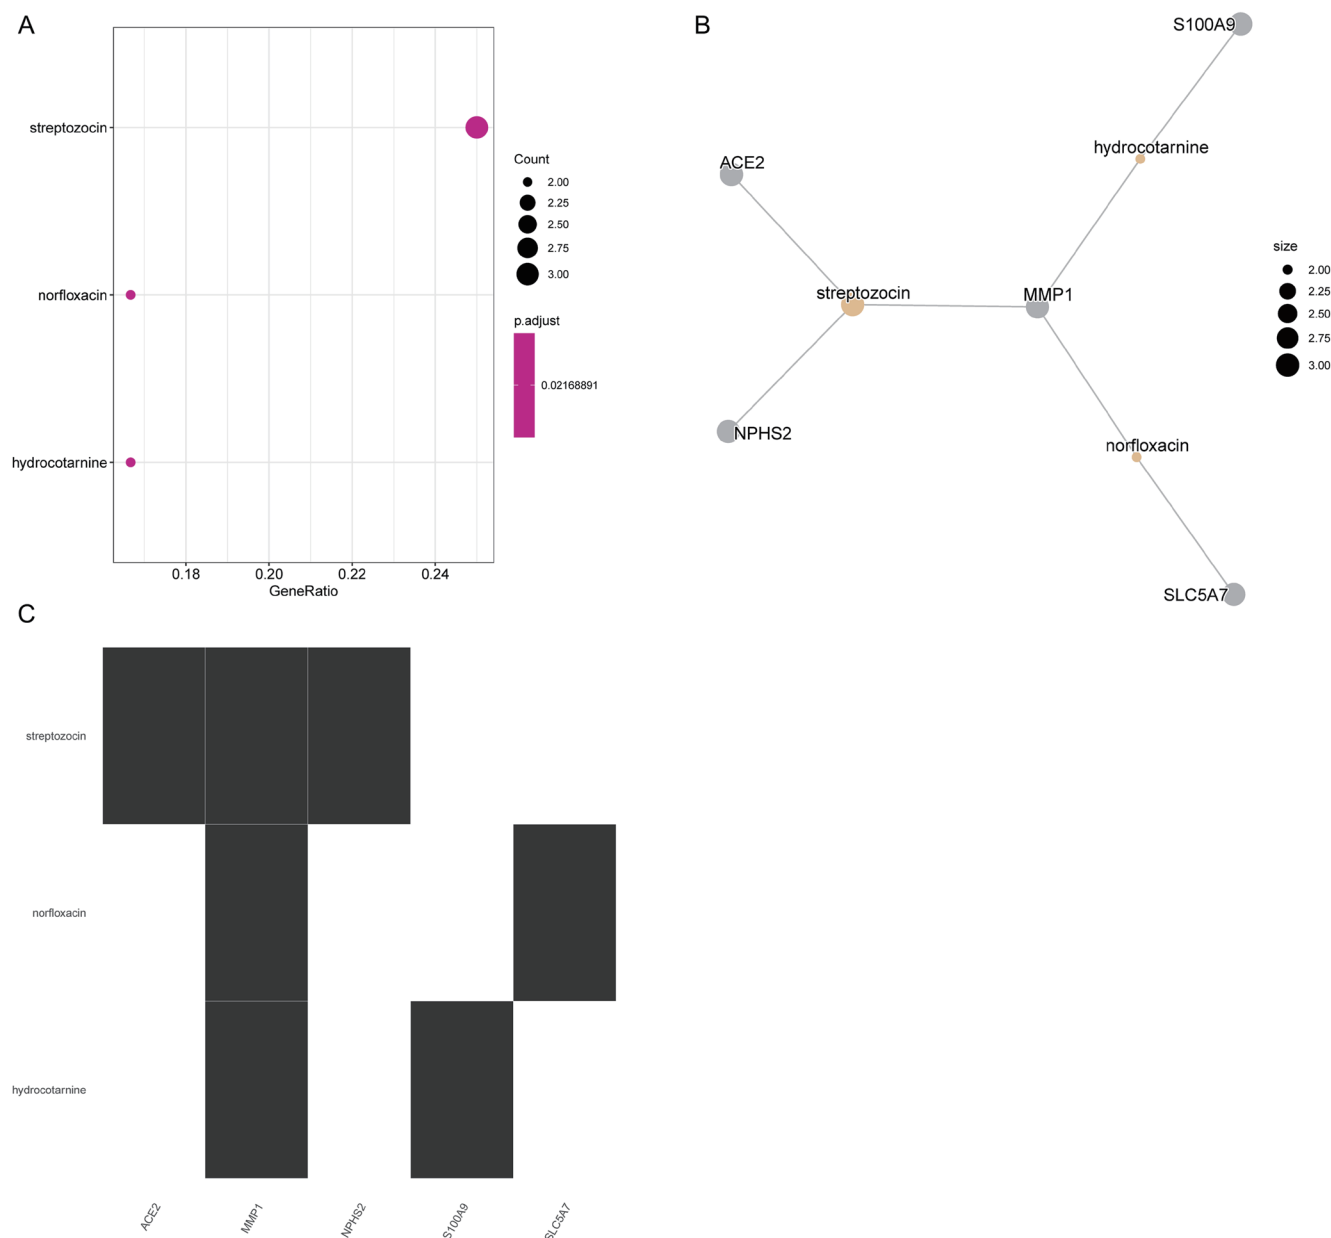 A
streptozocin
norfloxacin
hydrocotarnine
0.18 0.20 0.22 0.24
GeneRatio
Count
2.00
2.25
2.50
2.75
3.00
p.adjust
0.02168891
B
S100A9
hydrocotarnine
ACE2
streptozocin
MMP1
NPHS2
norfloxacin
SLC5A7
size
2.00
2.25
2.50
2.75
3.00
C
streptozocin
norfloxacin
hydrocotarnine
ACE2 MMP1 NPHS2 S100A9 SLC5A7